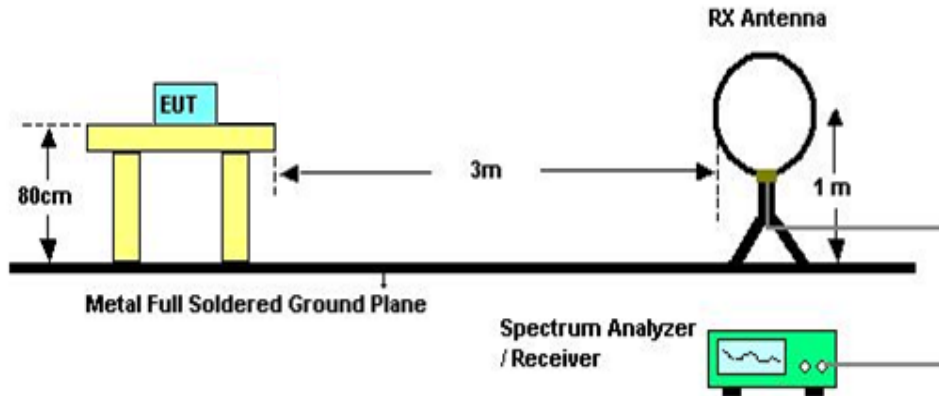 RX Antenna
EUT
3m
80cm
1 m
Metal Full Soldered Ground Plane
Spectrum Analyzer
/ Receiver